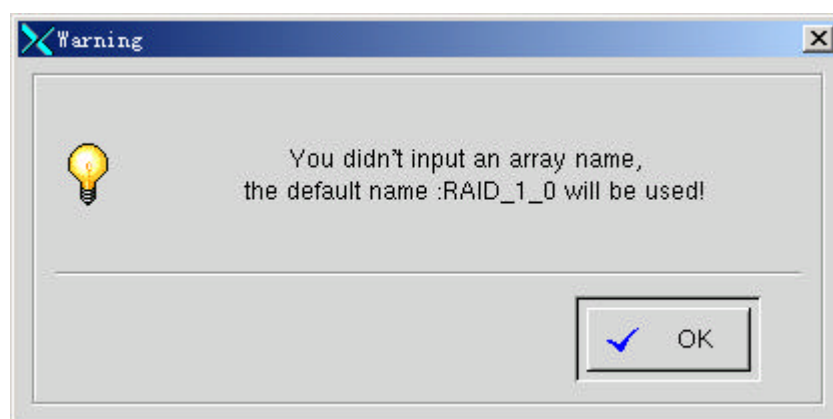 Warning
You didn't input an array name,
the default name :RAID_1_0 will be used!
OK